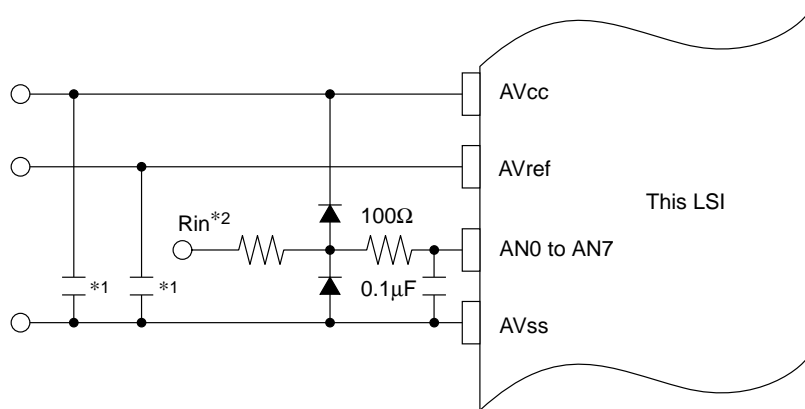 AVcc
AVref
This LSI
Rin*2
100Ω
AN0 to AN7
*1
*1
0.1μF
AVss